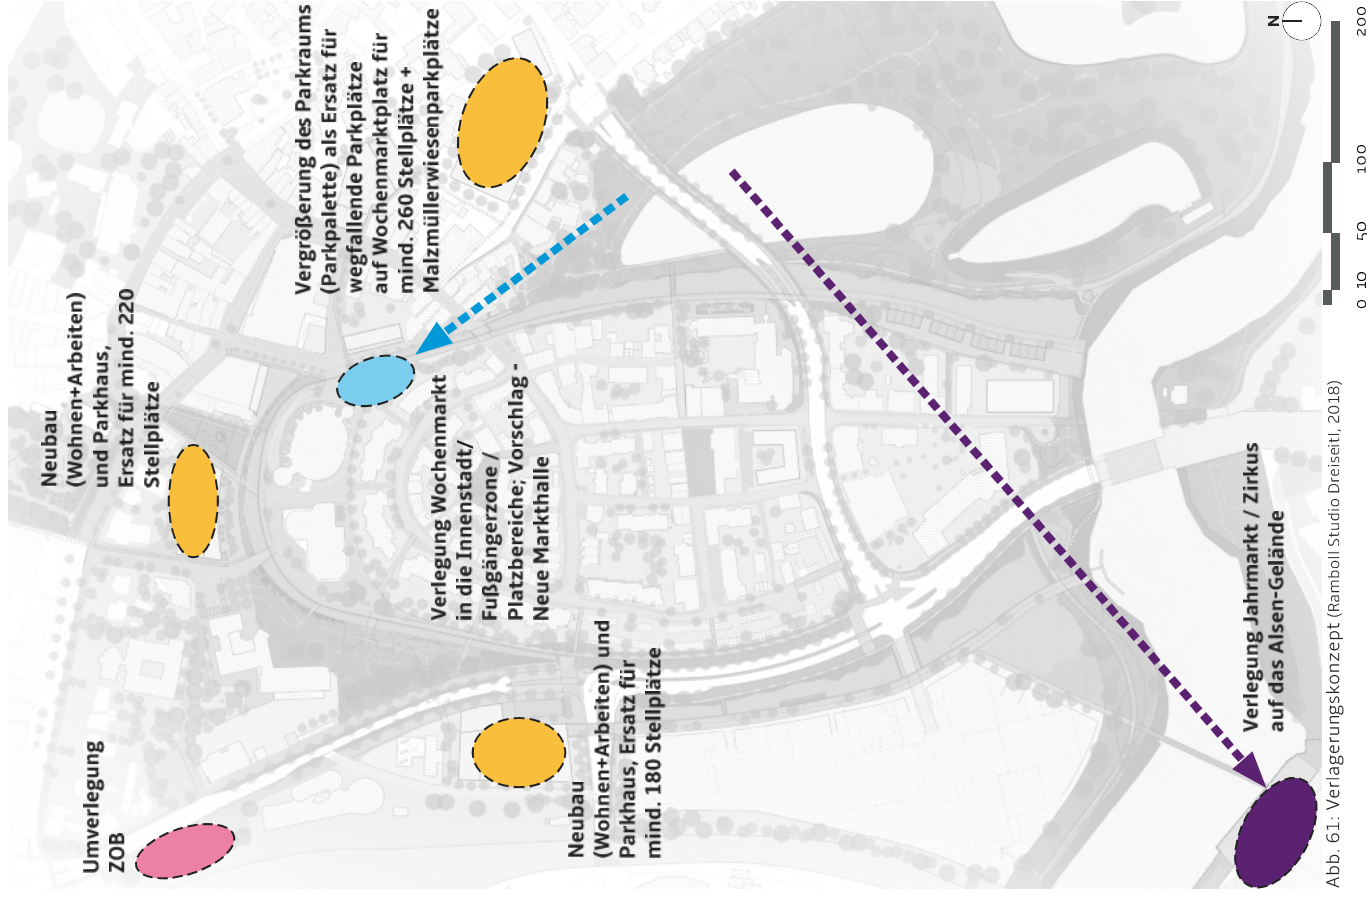 Umverlegung
ZOB
Neubau
(Wohnen+Arbeiten)
und Parkhaus,
Ersatz für mind. 220
Stellplätze
Vergrößerung des Parkraums
(Parkpalette) als Ersatz für
wegfallende Parkplätze
auf Wochenmarktplatz für
mind. 260 Stellplätze +
Malzmüllerwiesenparkplätze
Verlegung Wochenmarkt
in die Innenstadt/
Fußgängerzone /
Platzbereiche; Vorschlag -
Neue Markthalle
Neubau
(Wohnen+Arbeiten) und
Parkhaus, Ersatz für
mind. 180 Stellplätze
Verlegung Jahrmarkt / Zirkus
auf das Alsen-Gelände
N
0 10 50 100 200
Abb. 61: Verlagerungskonzept (Ramboll Studio Dreiseitl, 2018)